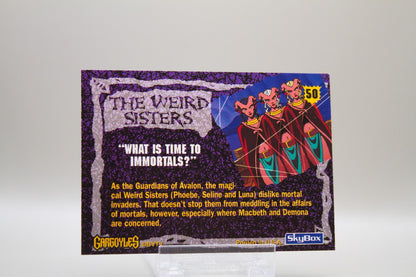 THE WEIRD
SISTERS
50
"WHAT IS TIME TO
IMMORTALS?"
As the Guardians of Avalon, the magi-
cal Weird Sisters (Phoebe, Seline and Luna) dislike mortal
invaders. That doesn't stop them from meddling in the affairs
of mortals, however, especially where Macbeth and Demona
are concerned.
GARGOYLES
SkyBox